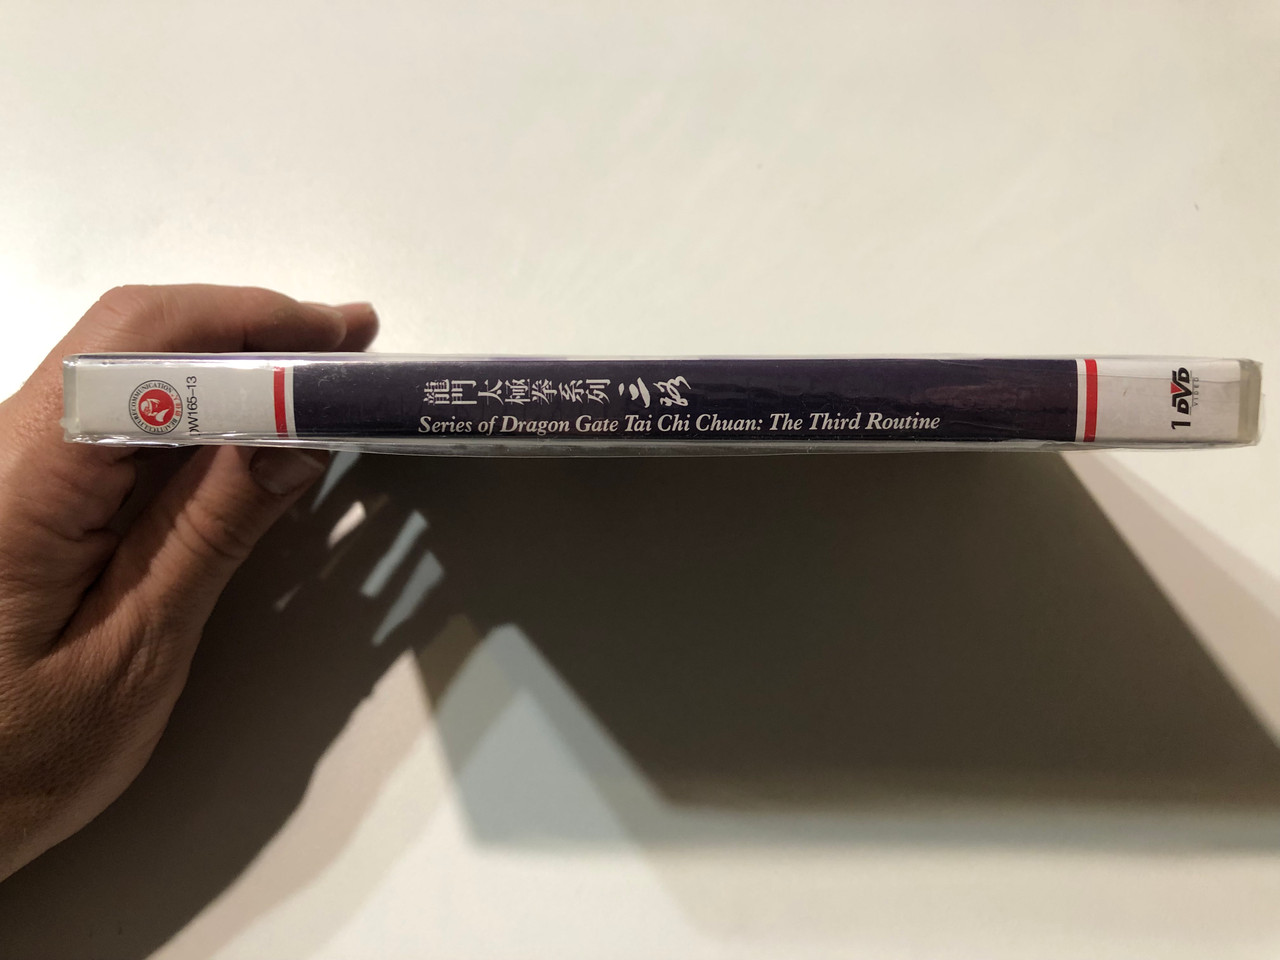 DW165-13
龍門太極拳系列 三路
Series of Dragon Gate Tai Chi Chuan: The Third Routine
1 DVD
VIDEO